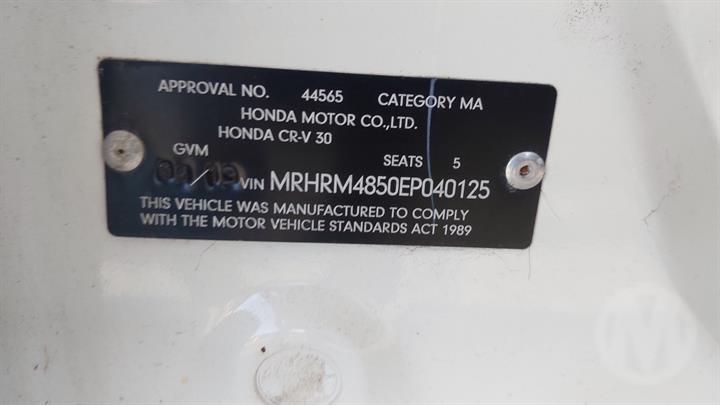 APPROVAL NO. 44565 CATEGORY MA
HONDA MOTOR CO.,LTD.
HONDA CR-V 30
GVM SEATS 5
VIN MRHRM4850EP040125
THIS VEHICLE WAS MANUFACTURED TO COMPLY
WITH THE MOTOR VEHICLE STANDARDS ACT 1989
M